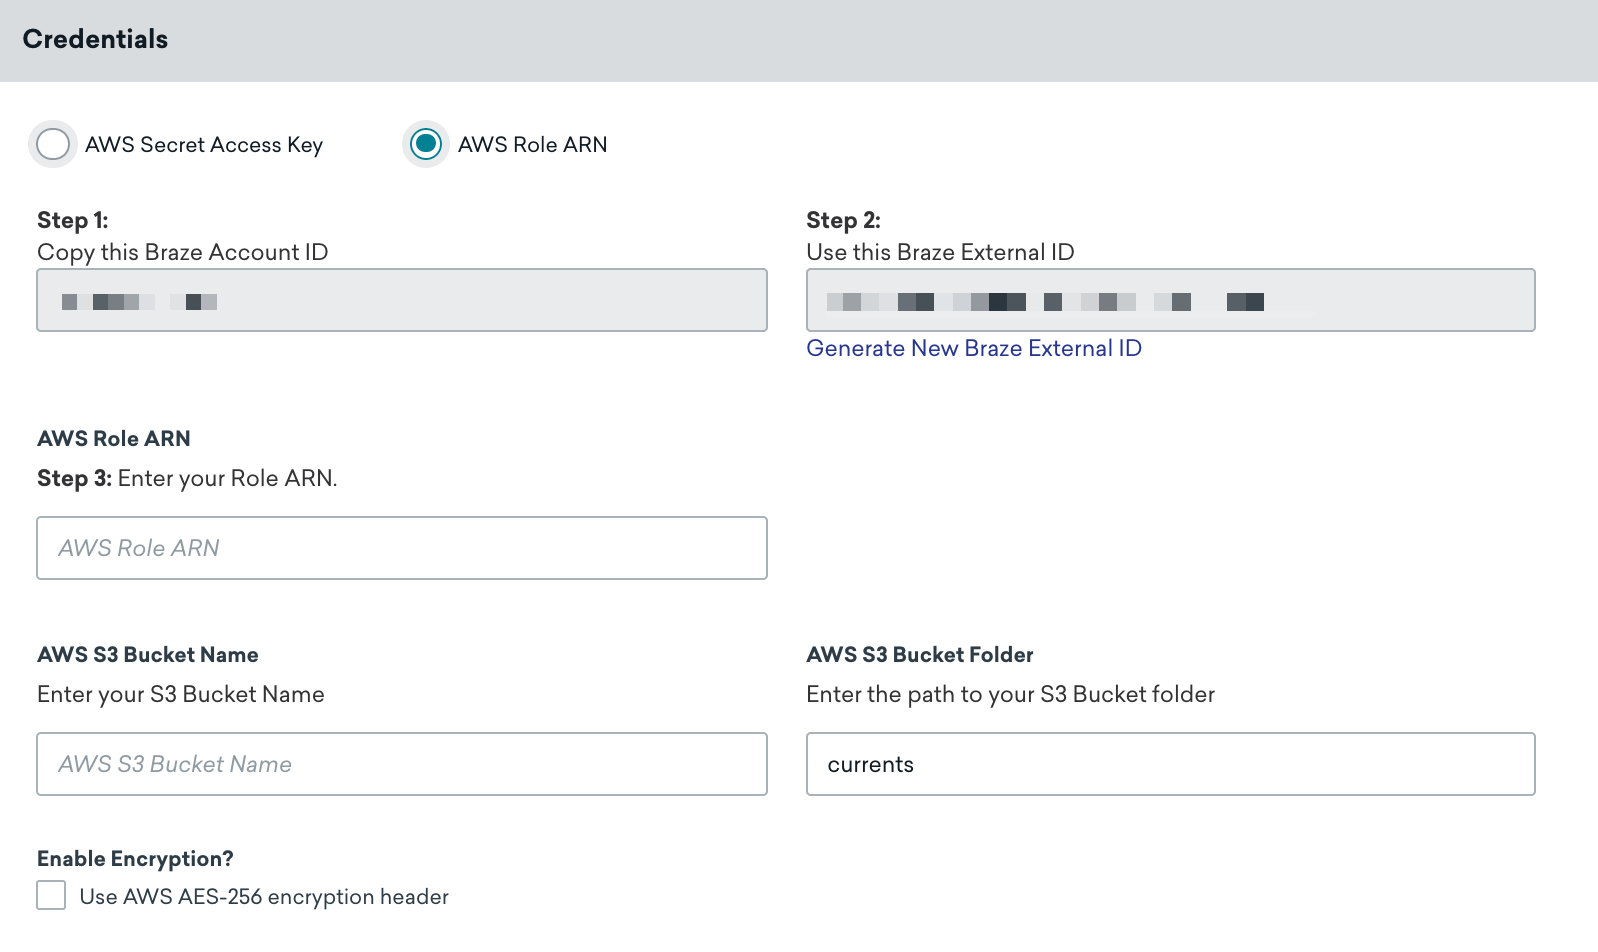 Credentials
AWS Secret Access Key
AWS Role ARN
Step 1:
Copy this Braze Account ID
Step 2:
Use this Braze External ID
Generate New Braze External ID
AWS Role ARN
Step 3: Enter your Role ARN.
AWS Role ARN
AWS S3 Bucket Name
Enter your S3 Bucket Name
AWS S3 Bucket Name
AWS S3 Bucket Folder
Enter the path to your S3 Bucket folder
currents
Enable Encryption?
Use AWS AES-256 encryption header